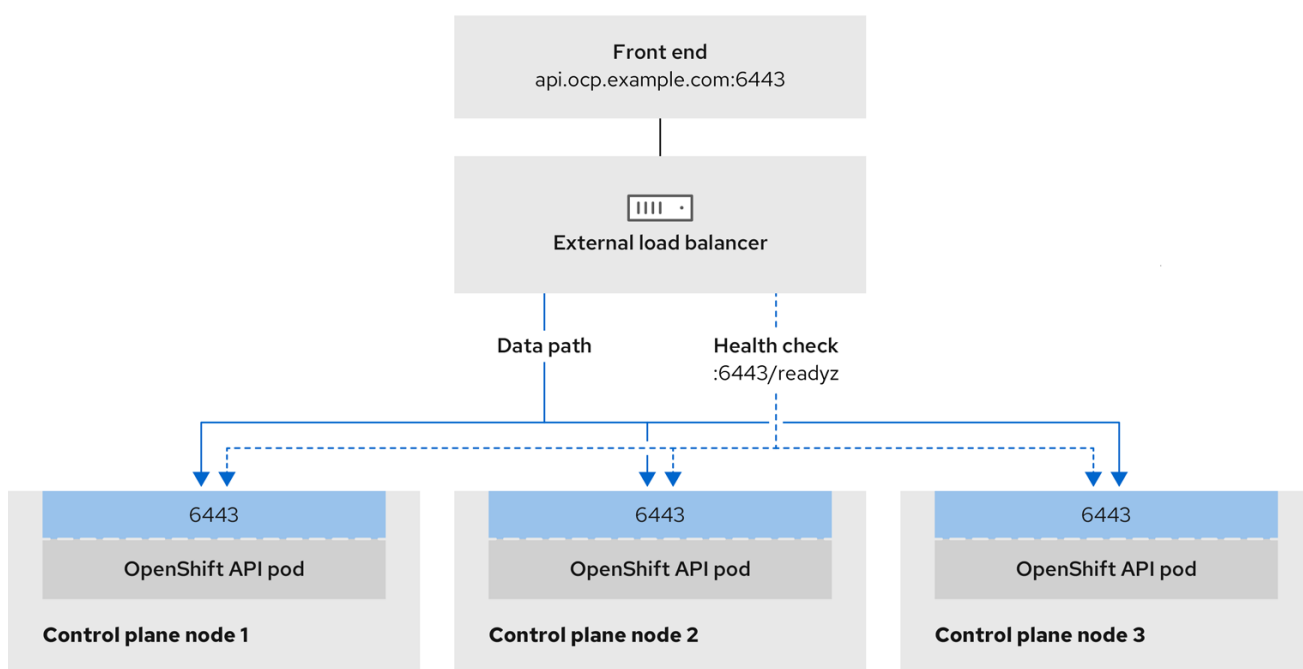 Front end
api.ocp.example.com:6443
External load balancer
Data path
Health check
:6443/readyz
6443
6443
6443
OpenShift API pod
OpenShift API pod
OpenShift API pod
Control plane node 1
Control plane node 2
Control plane node 3